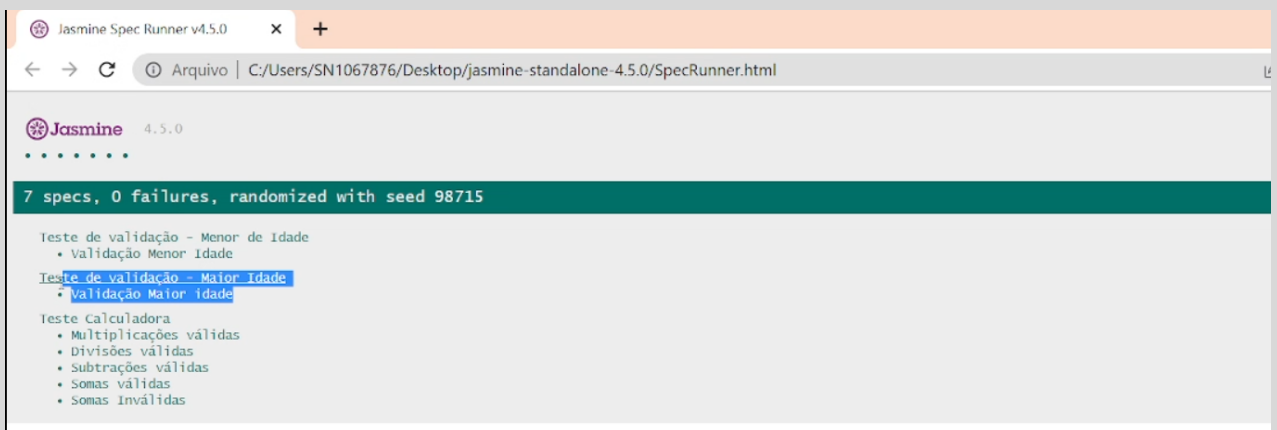 Jasmine Spec Runner v4.5.0
Arquivo | C:/Users/SN1067876/Desktop/jasmine-standalone-4.5.0/SpecRunner.html
Jasmine 4.5.0
7 specs, 0 failures, randomized with seed 98715
Teste de validação - Menor de Idade
• Validação Menor Idade
Teste de validação - Maior Idade
• Validação Maior idade
Teste Calculadora
• Multiplicações válidas
• Divisões válidas
• Subtrações válidas
• Somas válidas
• Somas Inválidas